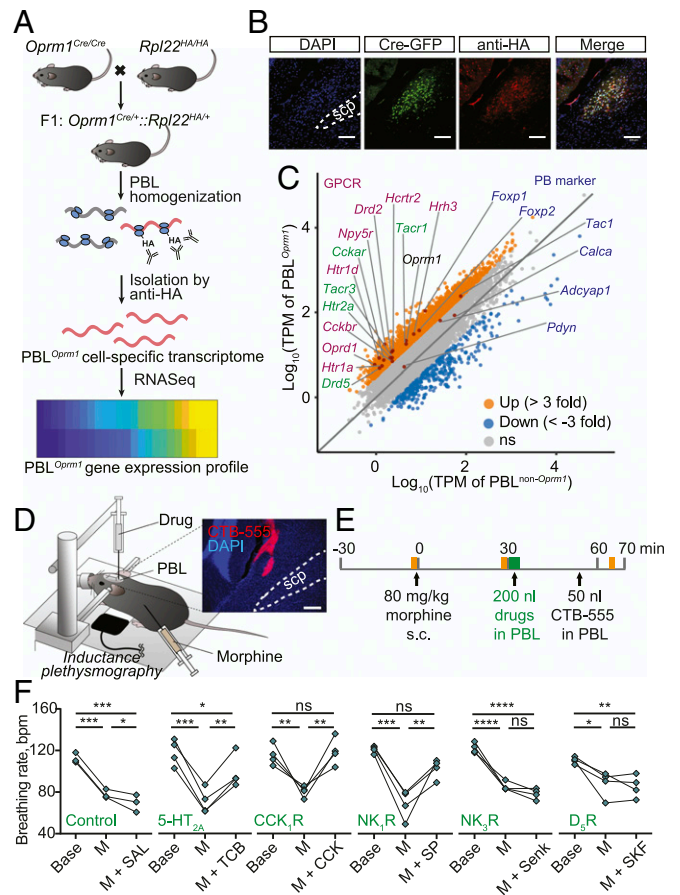 A
Oprm1Cre/Cre
Rpl22HA/HA
F1: Oprm1Cre/+::Rpl22HA/+
PBL
homogenization
HA
HA
Isolation by
anti-HA
PBLOprm1 cell-specific transcriptome
RNASeq
PBLOprm1 gene expression profile
B
DAPI
Cre-GFP
anti-HA
Merge
scp
C
GPCR
PB marker
Hcrtr2
Drd2
Hrh3
Foxp1
Foxp2
Npy5r
Tacr1
Tac1
Cckar
Oprm1
Calca
Htr1d
Tacr3
Adcyap1
Htr2a
Cckbr
Pdyn
Oprd1
Htr1a
Drd5
Up (> 3 fold)
Down (< -3 fold)
ns
4
2
0
0
2
4
Log10(TPM of PBLOprm1)
Log10(TPM of PBLnon-Oprm1)
D
Drug
PBL
CTB-555
DAPI
scp
Inductance
plethysmography
Morphine
E
-30 0 30 60 70 min
80 mg/kg
morphine
s.c.
200 nl
drugs
in PBL
50 nl
CTB-555
in PBL
F
Breathing rate, bpm
160
120
80
40
*** * ns ns **** **
*** * *** ** ** ** *** ** **** ns * ns
Control 5-HT2A CCK1R NK1R NK3R D5R
Base M M + SAL
Base M M + TCB
Base M M + CCK
Base M M + SP
Base M M + Senk
Base M M + SKF